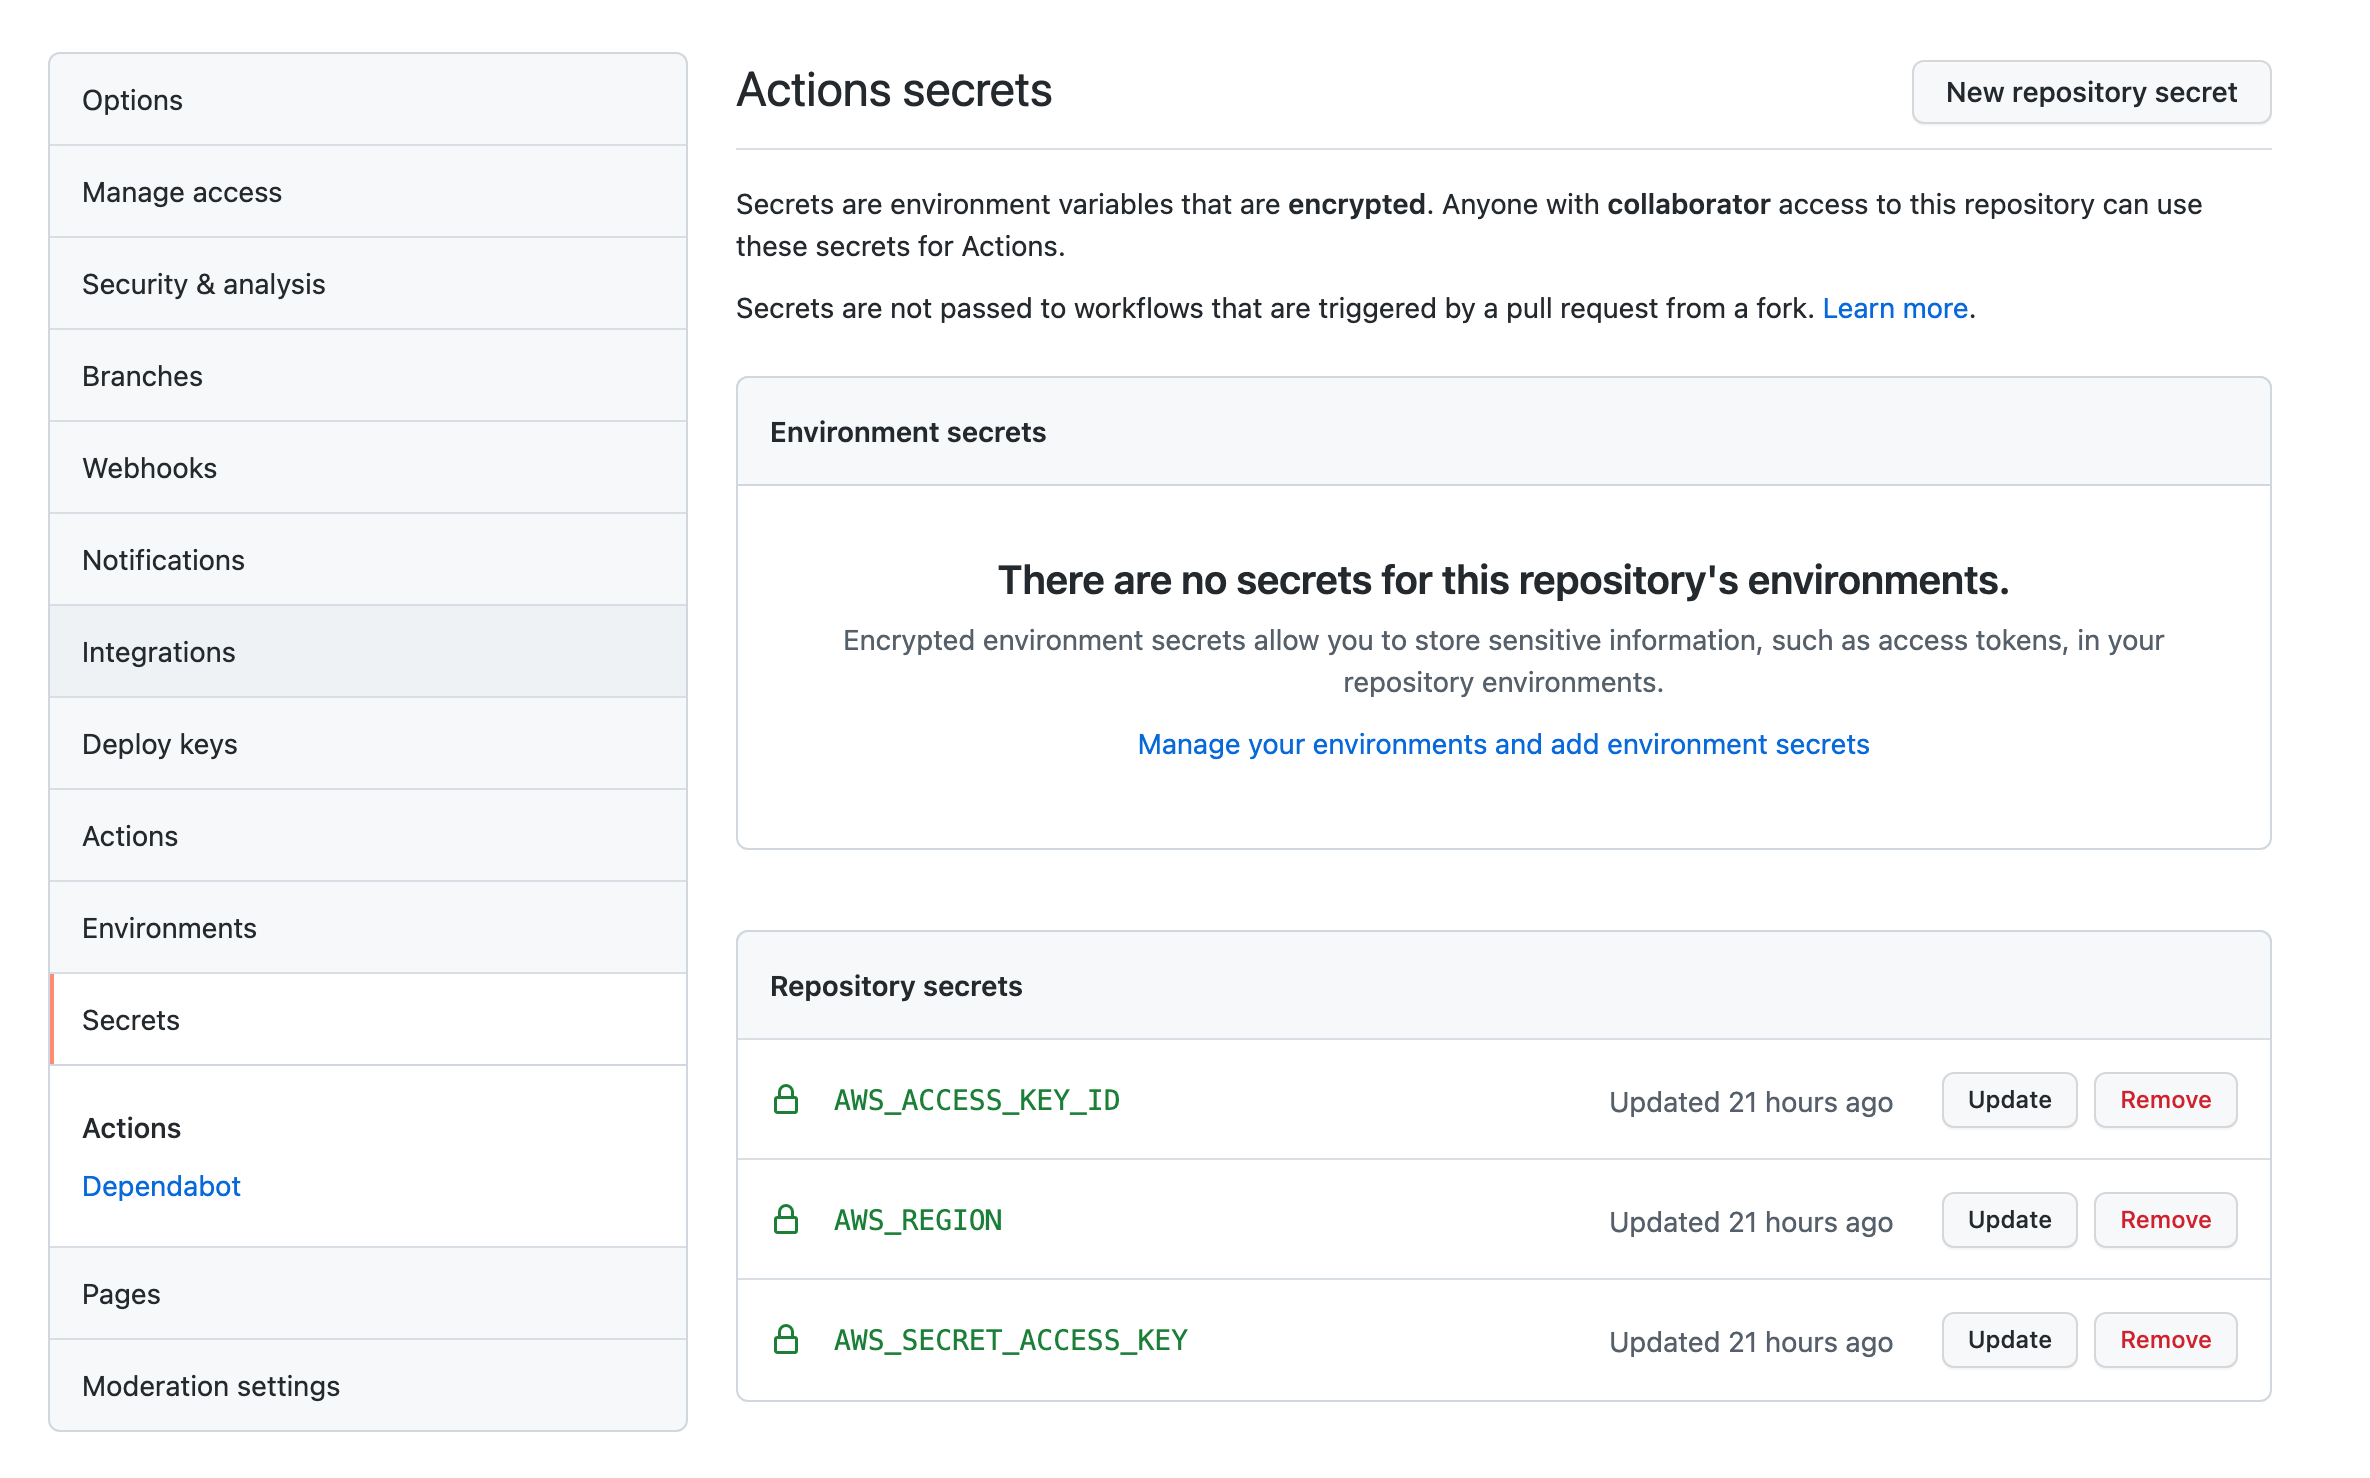 Options
Manage access
Security & analysis
Branches
Webhooks
Notifications
Integrations
Deploy keys
Actions
Environments
Secrets
Actions
Dependabot
Pages
Moderation settings
Actions secrets
New repository secret
Secrets are environment variables that are encrypted. Anyone with collaborator access to this repository can use
these secrets for Actions.
Secrets are not passed to workflows that are triggered by a pull request from a fork. Learn more.
Environment secrets
There are no secrets for this repository's environments.
Encrypted environment secrets allow you to store sensitive information, such as access tokens, in your
repository environments.
Manage your environments and add environment secrets
Repository secrets
AWS_ACCESS_KEY_ID Updated 21 hours ago Update Remove
AWS_REGION Updated 21 hours ago Update Remove
AWS_SECRET_ACCESS_KEY Updated 21 hours ago Update Remove